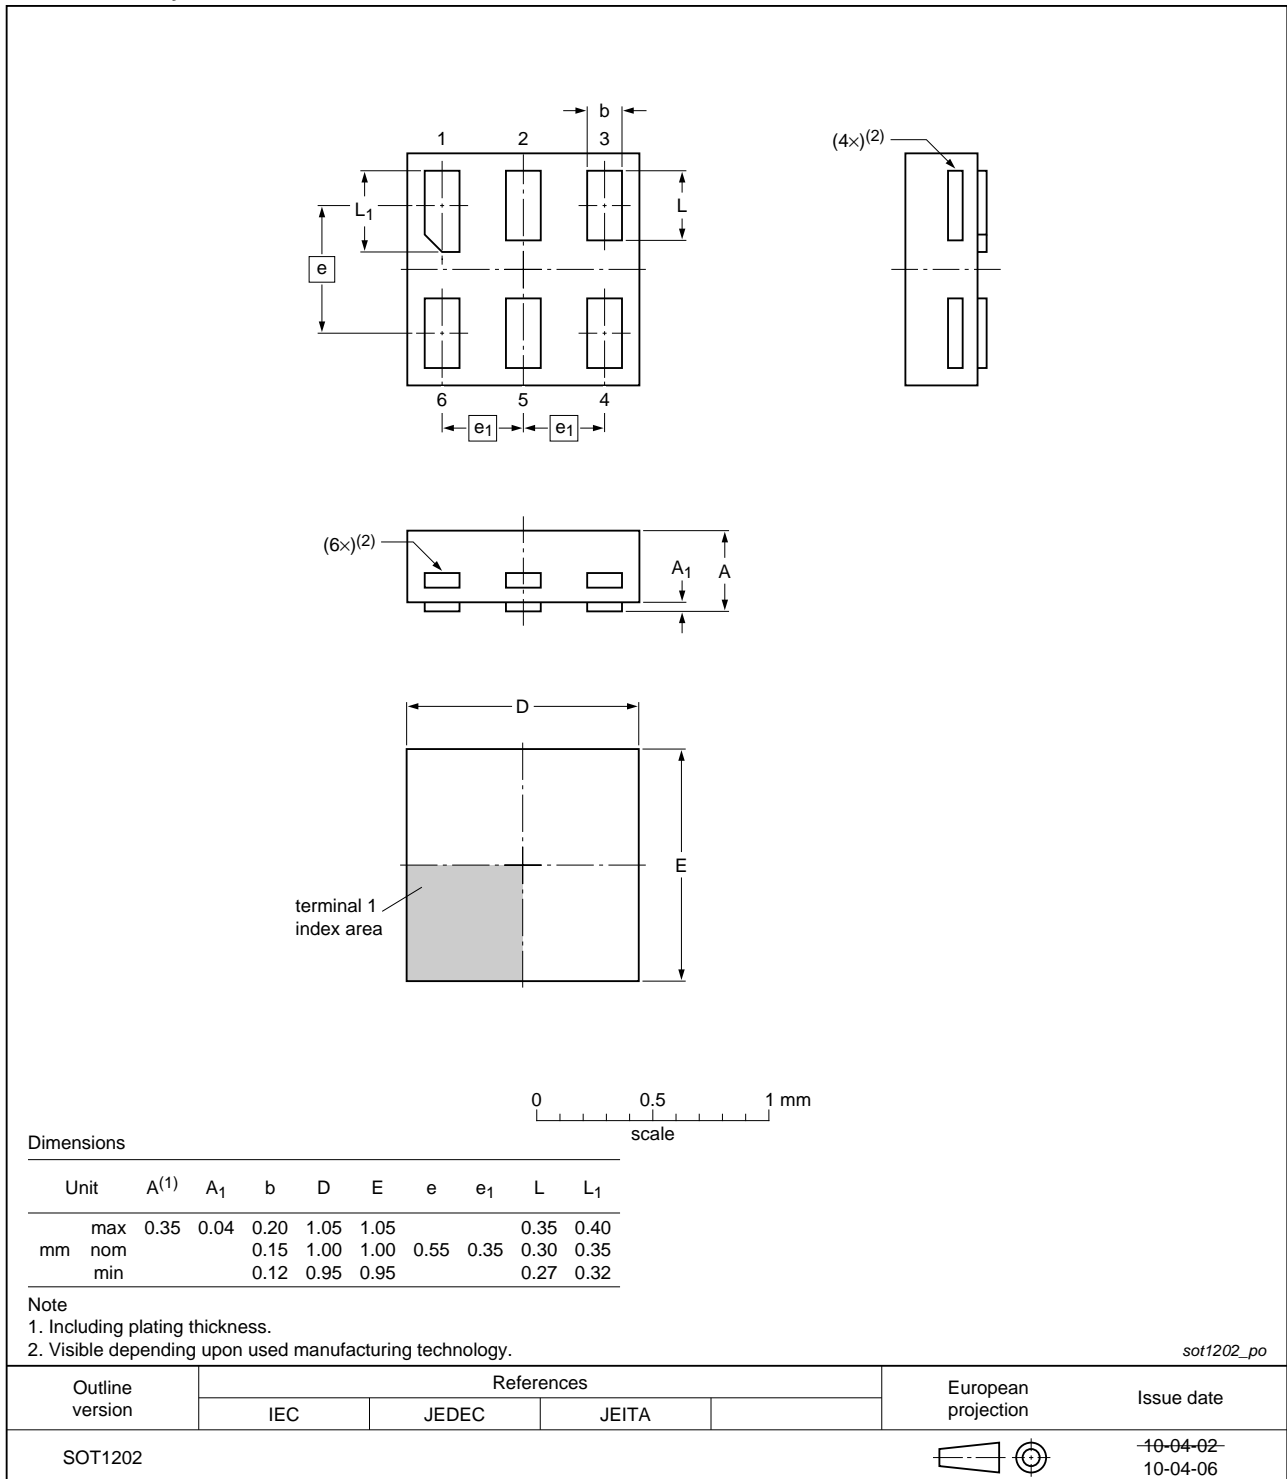 b
1 2 3
(4×)(2)
L1 L
e
6 5 4
e1 e1
(6×)(2)
A1 A
D
E
terminal 1
index area
0 0.5 1 mm
scale
Dimensions
Unit A(1) A1 b D E e e1 L L1
max 0.35 0.04 0.20 1.05 1.05 0.35 0.40
mm nom 0.15 1.00 1.00 0.55 0.35 0.30 0.35
min 0.12 0.95 0.95 0.27 0.32
Note
1. Including plating thickness.
2. Visible depending upon used manufacturing technology.
sot1202_po
Outline version References European projection Issue date
IEC JEDEC JEITA
SOT1202 10-04-02
10-04-06